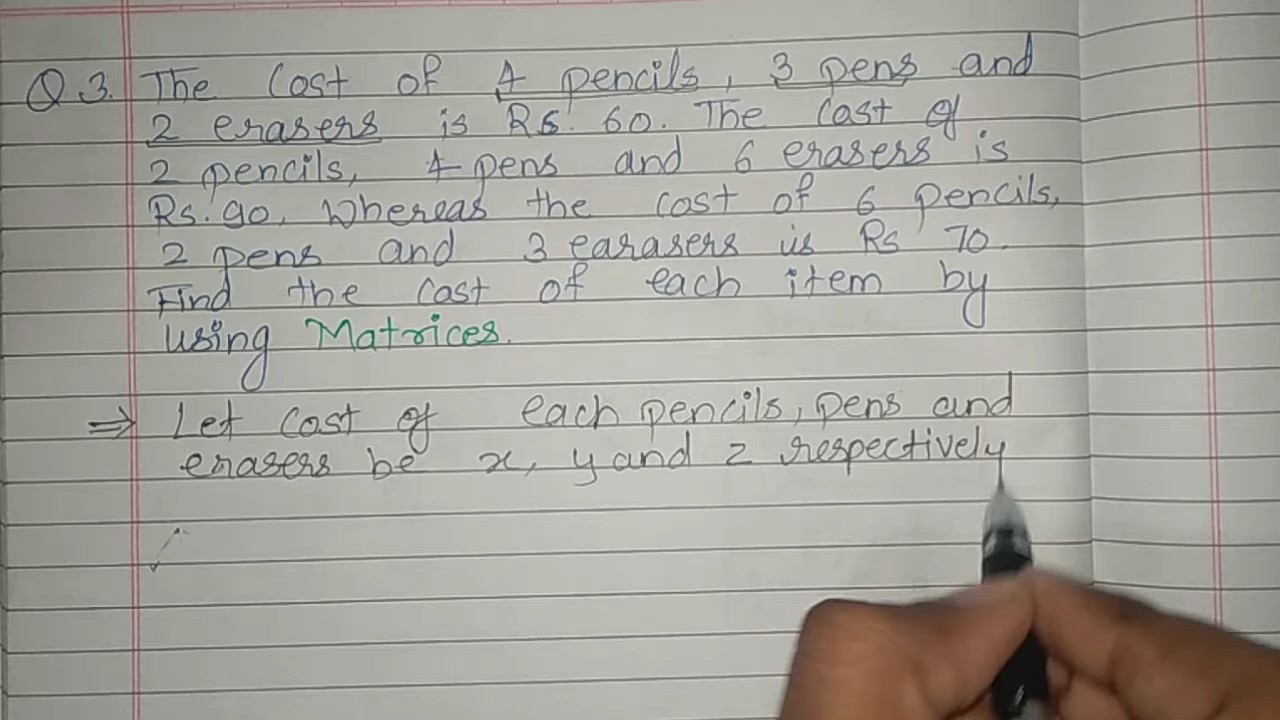 Q 3. The Cost of 4 pencils, 3 pens and
2 erasers is Rs. 60. The Cost of
2 pencils, 4 pens and 6 erasers is
Rs. 90. Whereas the cost of 6 pencils,
2 pens and 3 earasers is Rs 70.
Find the Cost of each item by
using Matrices.
⇒ Let Cost of each pencils, pens and
erasers be x, y and z respectively